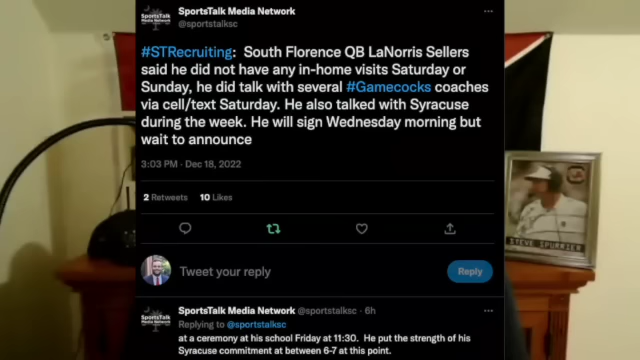 SportsTalk Media Network
@sportstalksc
#STRecruiting: South Florence QB LaNorris Sellers
said he did not have any in-home visits Saturday or
Sunday, he did talk with several #Gamecocks coaches
via cell/text Saturday. He also talked with Syracuse
during the week. He will sign Wednesday morning but
wait to announce
3:03 PM · Dec 18, 2022
2 Retweets 10 Likes
Tweet your reply
Reply
STEVE SPURRIER
SportsTalk Media Network @sportstalksc · 6h
Replying to @sportstalksc
at a ceremony at his school Friday at 11:30. He put the strength of his
Syracuse commitment at between 6-7 at this point.